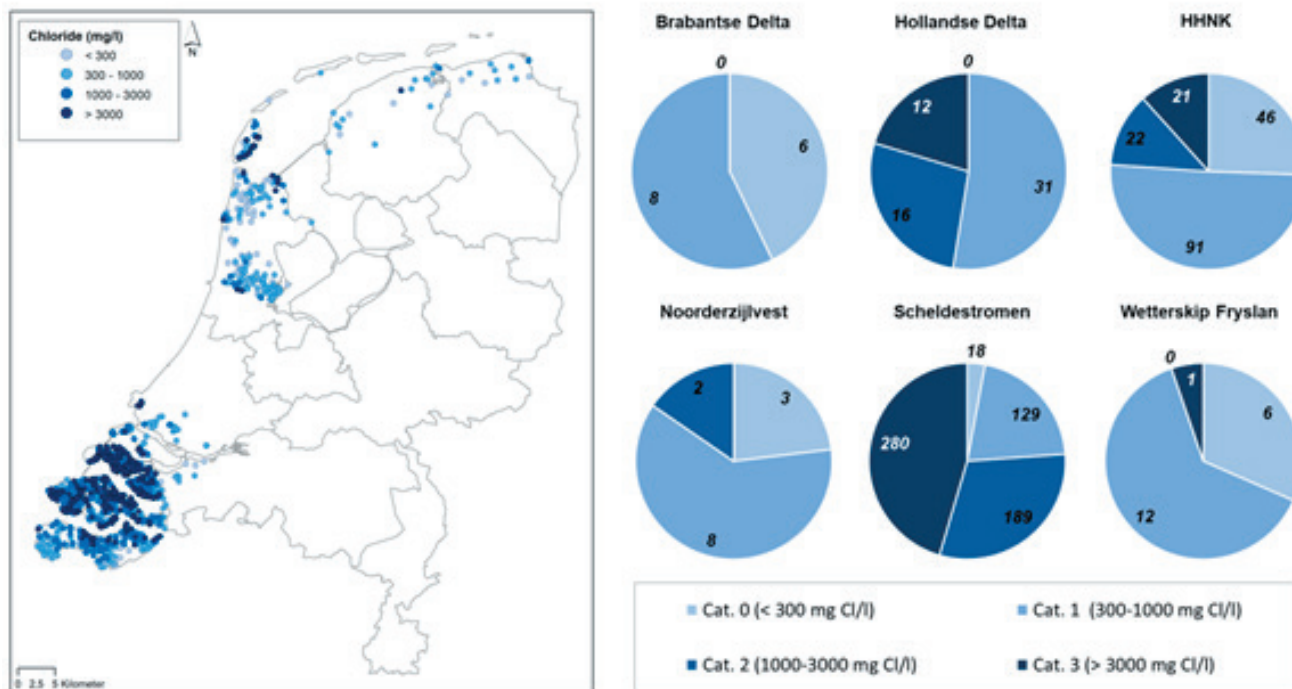 Chloride (mg/l)
< 300
300 - 1000
1000 - 3000
> 3000
N
0 2,5 5 Kilometer
Brabantse Delta
0
6
8
Hollandse Delta
0
12
31
16
HHNK
21
46
22
91
Noorderzijlvest
2
3
8
Scheldestromen
18
129
280
189
Wetterskip Fryslan
0
1
6
12
Cat. 0 (< 300 mg Cl/l)
Cat. 1 (300-1000 mg Cl/l)
Cat. 2 (1000-3000 mg Cl/l)
Cat. 3 (> 3000 mg Cl/l)